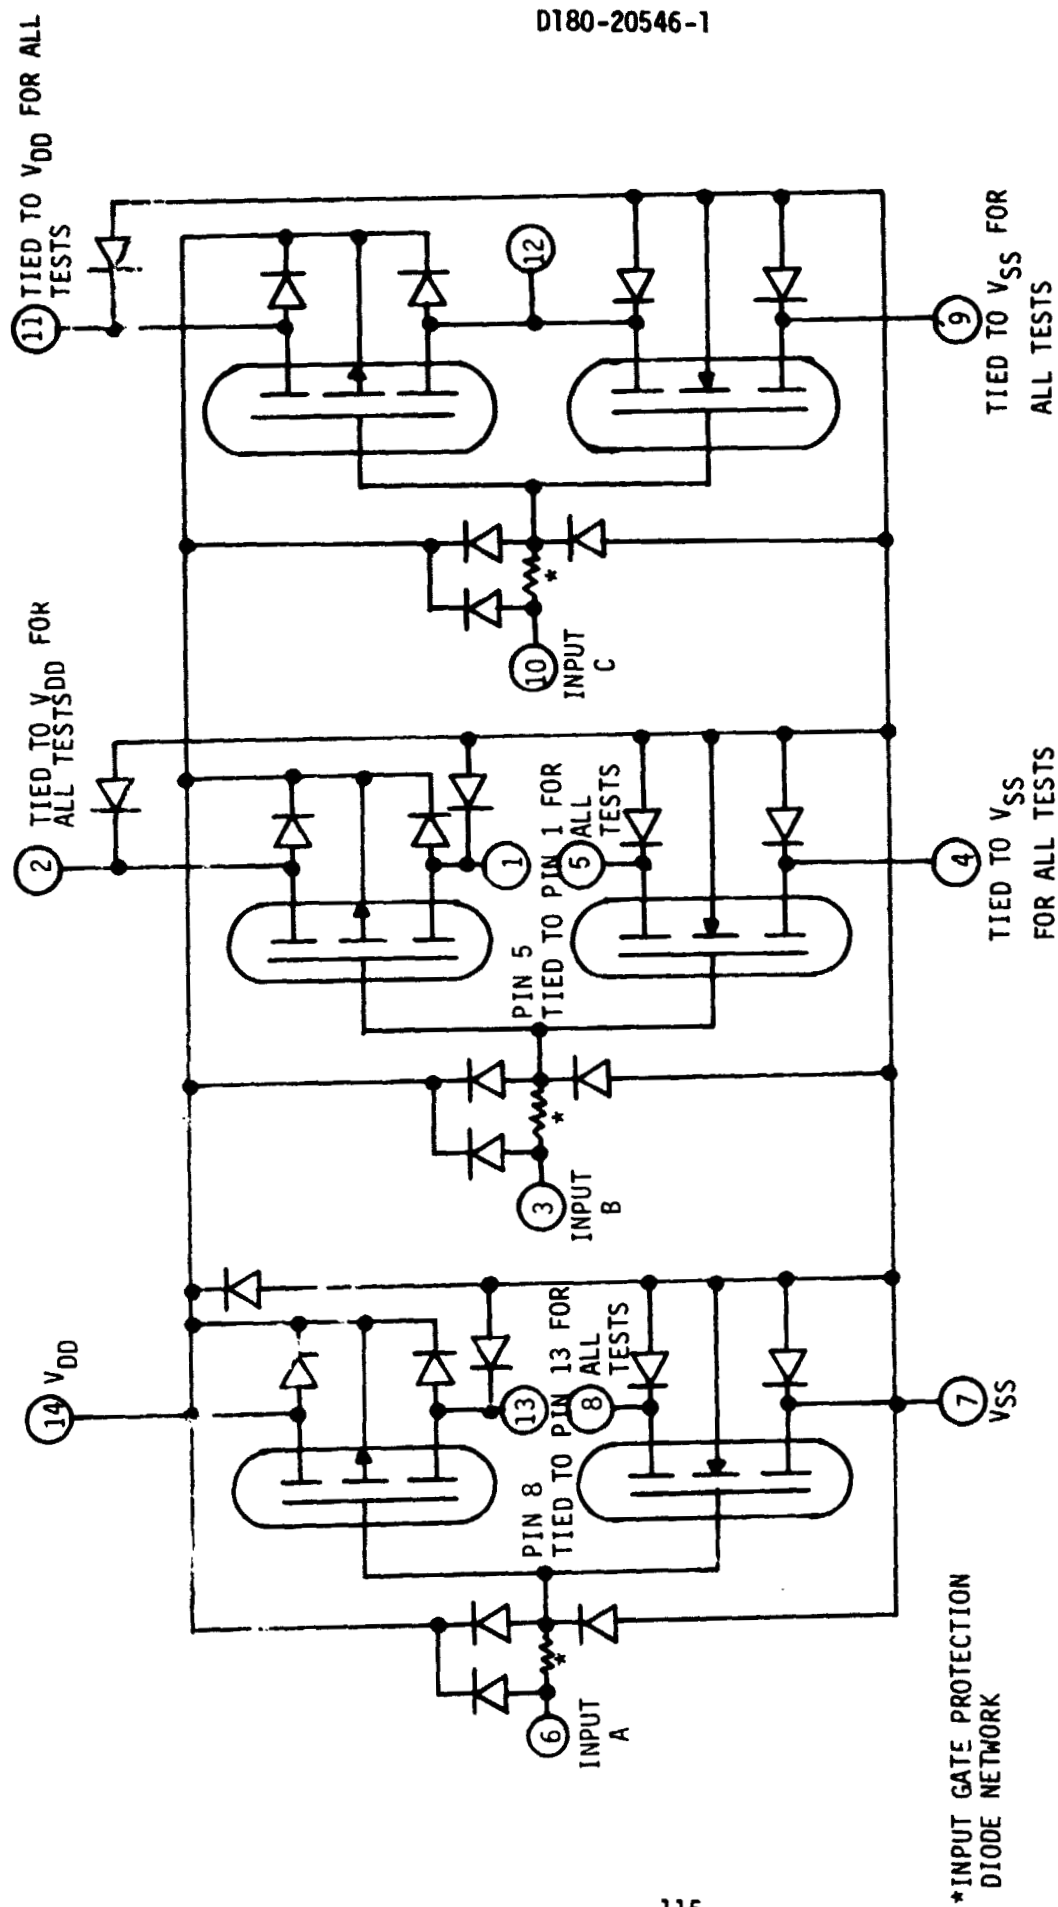 D180-20546-1
14 VDD
2 TIED TO VDD FOR
ALL TESTS
11 TIED TO VDD FOR ALL
TESTS
6
INPUT
A
*
PIN 8
TIED TO PIN 13 FOR
ALL
TESTS
13
8
3
INPUT
B
*
PIN 5
TIED TO PIN 1 FOR
ALL
TESTS
1
5
10
INPUT
C
*
12
7
VSS
4
TIED TO VSS
FOR ALL TESTS
9
TIED TO VSS FOR
ALL TESTS
*INPUT GATE PROTECTION
DIODE NETWORK